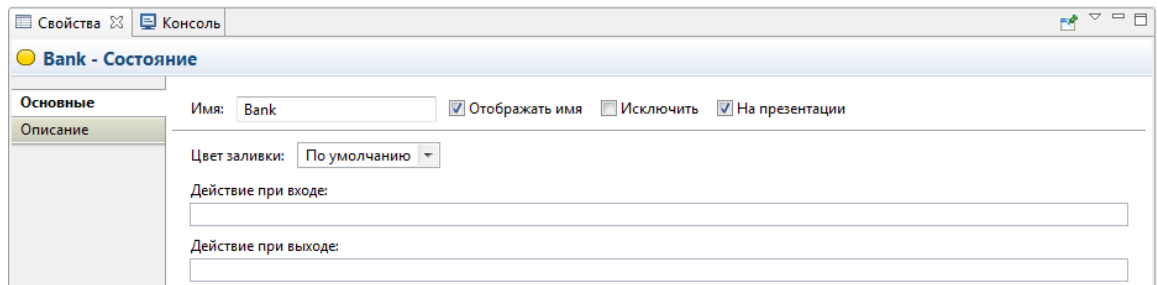 Свойства Консоль
Bank - Состояние
Основные
Описание
Имя: Bank Отображать имя Исключить На презентации
Цвет заливки: По умолчанию
Действие при входе:
Действие при выходе: